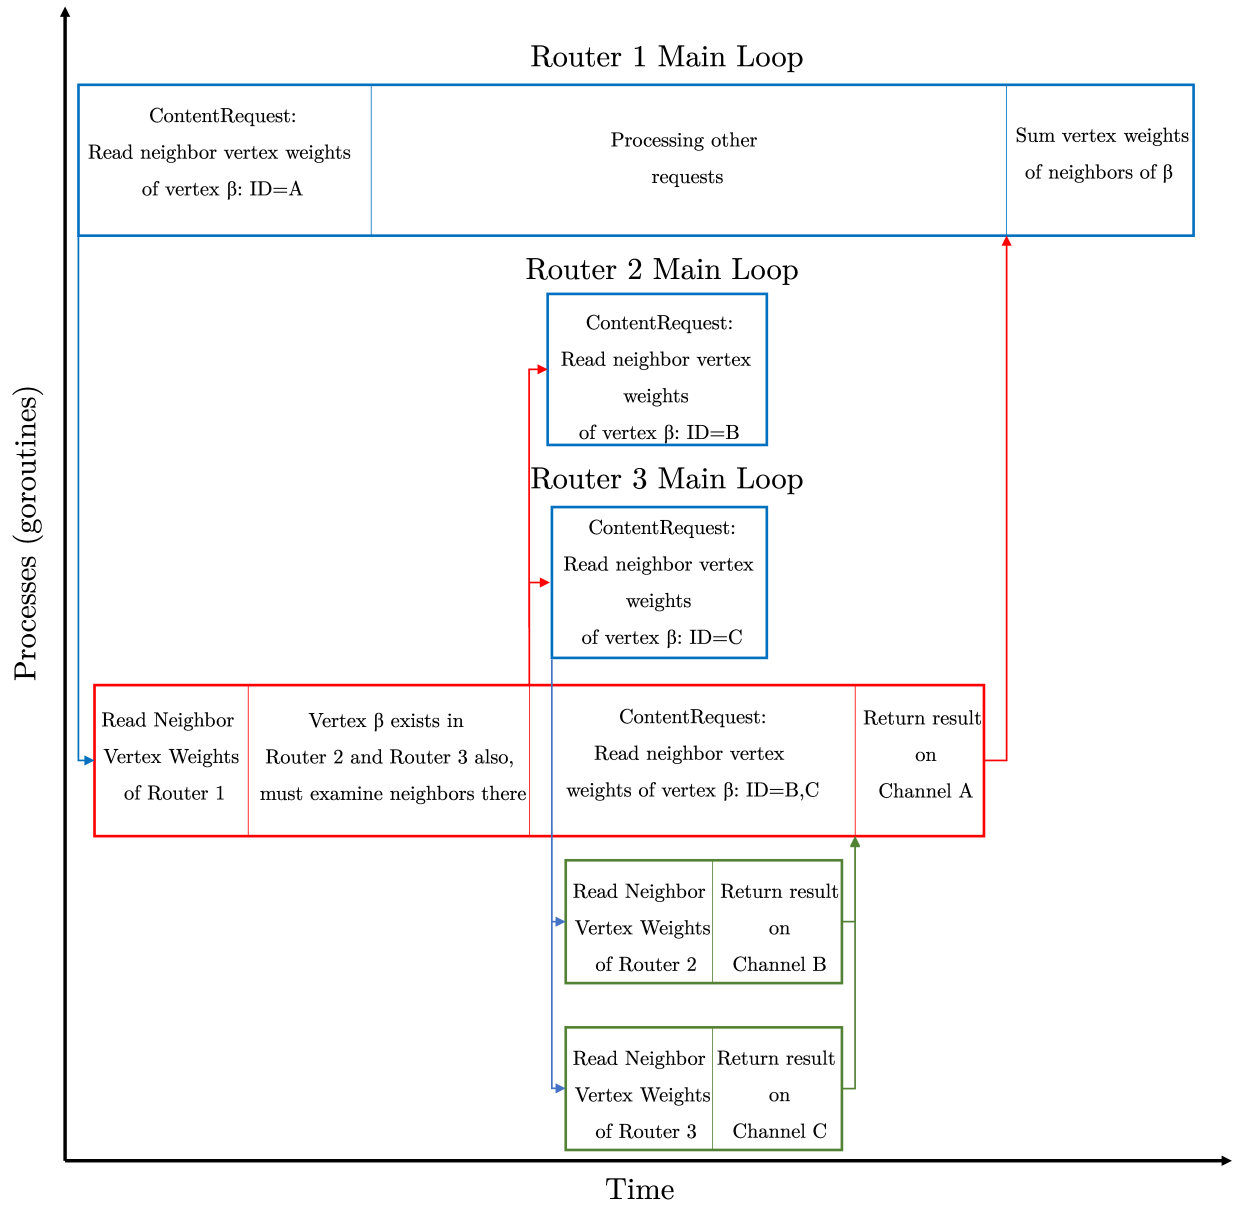 Router 1 Main Loop
ContentRequest:
Read neighbor vertex weights
of vertex β: ID=A
Processing other
requests
Sum vertex weights
of neighbors of β
Router 2 Main Loop
ContentRequest:
Read neighbor vertex
weights
of vertex β: ID=B
Router 3 Main Loop
ContentRequest:
Read neighbor vertex
weights
of vertex β: ID=C
Processes (goroutines)
Read Neighbor
Vertex Weights
of Router 1
Vertex β exists in
Router 2 and Router 3 also,
must examine neighbors there
ContentRequest:
Read neighbor vertex
weights of vertex β: ID=B,C
Return result
on
Channel A
Read Neighbor
Vertex Weights
of Router 2
Return result
on
Channel B
Read Neighbor
Vertex Weights
of Router 3
Return result
on
Channel C
Time